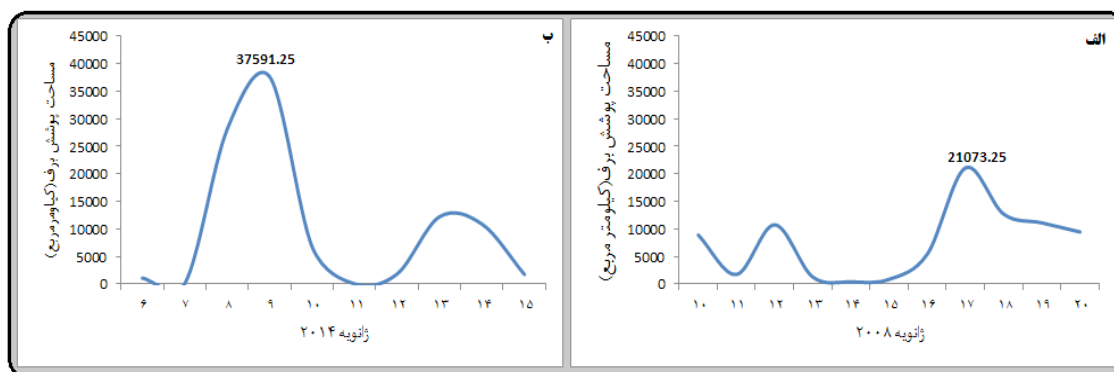 الف
مساحت پوشش برف(کیلومتر مربع)
45000
40000
35000
30000
25000
20000
15000
10000
5000
0
21073.25
۱۰ ۱۱ ۱۲ ۱۳ ۱۴ ۱۵ ۱۶ ۱۷ ۱۸ ۱۹ ۲۰
ژانویه ۲۰۰۸
ب
مساحت پوشش برف(کیلومترمربع)
45000
40000
35000
30000
25000
20000
15000
10000
5000
0
37591.25
۶ ۷ ۸ ۹ ۱۰ ۱۱ ۱۲ ۱۳ ۱۴ ۱۵
ژانویه ۲۰۱۴